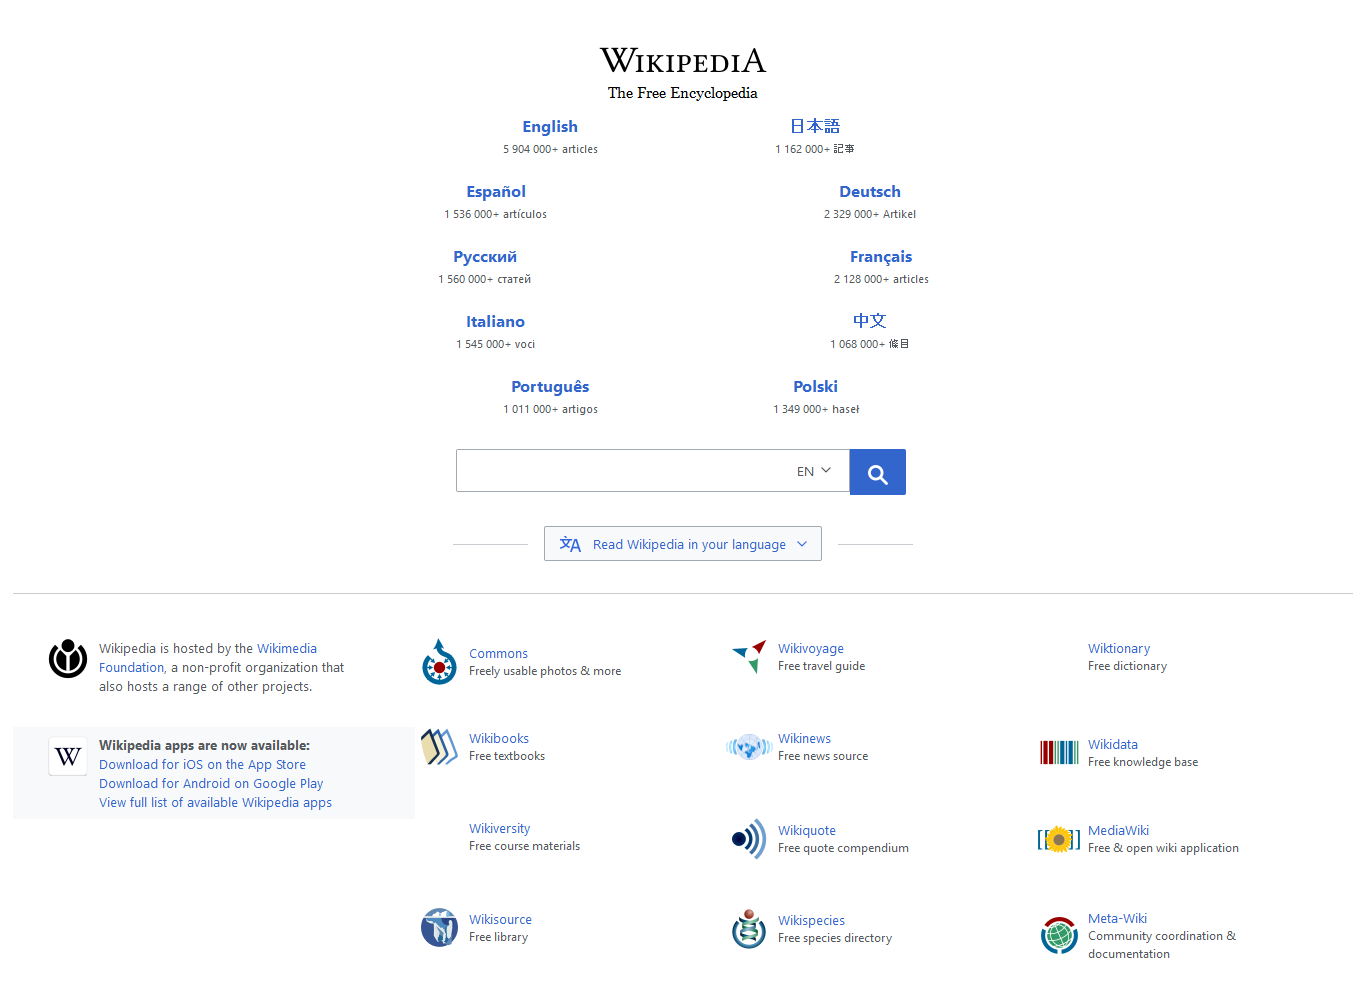 WIKIPEDIA
The Free Encyclopedia
English
5 904 000+ articles
日本語
1 162 000+ 記事
Español
1 536 000+ artículos
Deutsch
2 329 000+ Artikel
Русский
1 560 000+ статей
Français
2 128 000+ articles
Italiano
1 545 000+ voci
中文
1 068 000+ 條目
Português
1 011 000+ artigos
Polski
1 349 000+ haseł
EN
文A Read Wikipedia in your language
Wikipedia is hosted by the Wikimedia
Foundation, a non-profit organization that
also hosts a range of other projects.
W
Wikipedia apps are now available:
Download for iOS on the App Store
Download for Android on Google Play
View full list of available Wikipedia apps
Commons
Freely usable photos & more
Wikivoyage
Free travel guide
Wiktionary
Free dictionary
Wikibooks
Free textbooks
Wikinews
Free news source
Wikidata
Free knowledge base
Wikiversity
Free course materials
Wikiquote
Free quote compendium
MediaWiki
Free & open wiki application
Wikisource
Free library
Wikispecies
Free species directory
Meta-Wiki
Community coordination &
documentation